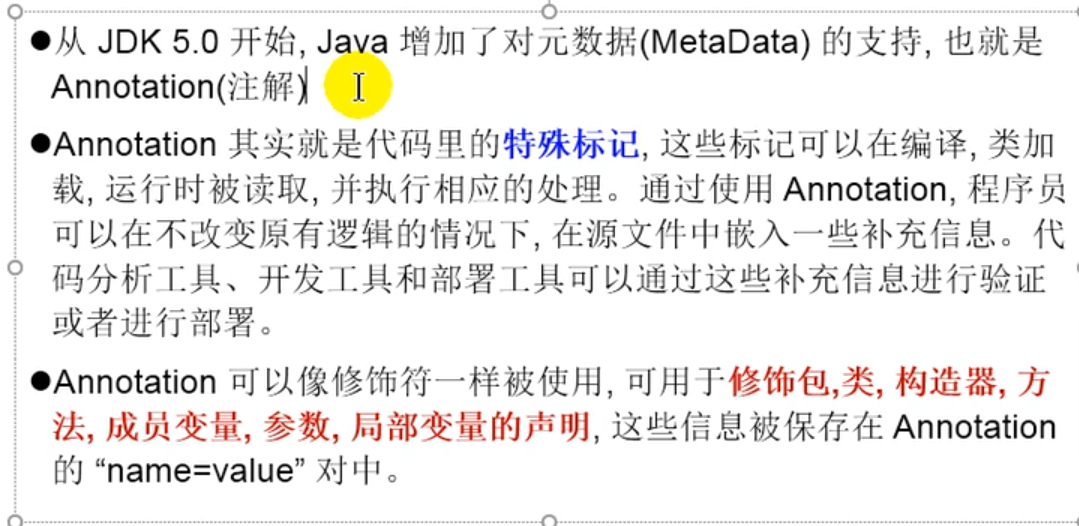 ●从 JDK 5.0 开始, Java 增加了对元数据(MetaData) 的支持, 也就是
Annotation(注解)
●Annotation 其实就是代码里的特殊标记, 这些标记可以在编译, 类加
载, 运行时被读取, 并执行相应的处理。通过使用 Annotation, 程序员
可以在不改变原有逻辑的情况下, 在源文件中嵌入一些补充信息。代
码分析工具、开发工具和部署工具可以通过这些补充信息进行验证
或者进行部署。
●Annotation 可以像修饰符一样被使用, 可用于修饰包,类, 构造器, 方
法, 成员变量, 参数, 局部变量的声明, 这些信息被保存在 Annotation
的 “name=value” 对中。